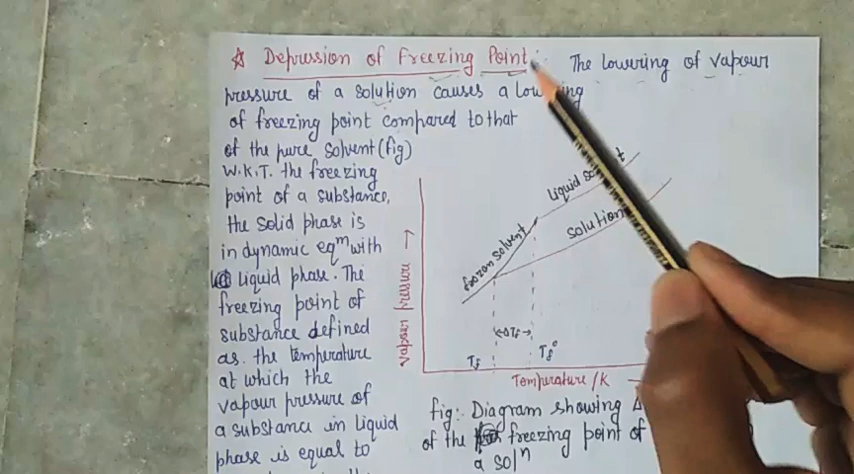 ☆ Depression of Freezing Point: The lowering of vapour
pressure of a solution causes a lowering
of freezing point compared to that
of the pure solvent (fig)
W.K.T. the freezing
point of a substance,
the solid phase is
in dynamic eqᵐ with
liquid phase. The
freezing point of
substance defined
as. the temperature
at which the
vapour pressure of
a substance in liquid
phase is equal to
Liquid
Solution
frozen solvent
Vapour pressure →
←ΔTf→
Tf
Tf°
Temperature/K
fig:- Diagram showing Δ
of the freezing point of
a solⁿ